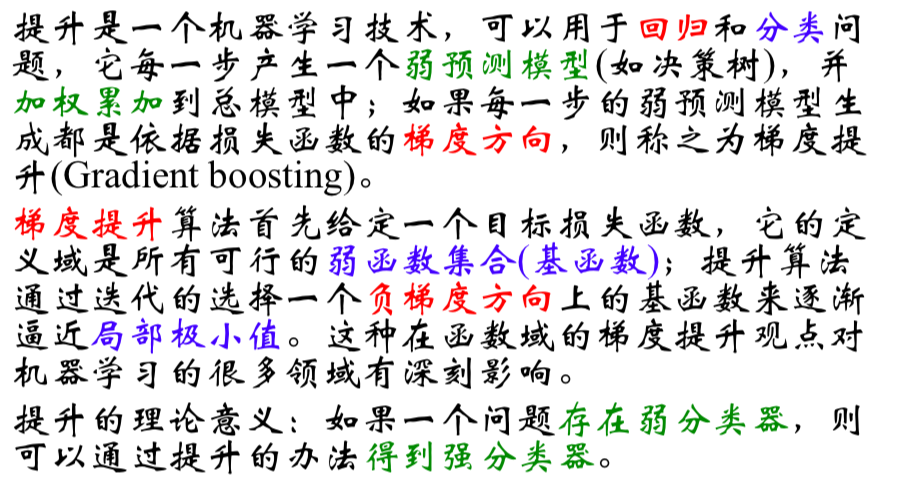 提升是一个机器学习技术，可以用于回归和分类问
题，它每一步产生一个弱预测模型(如决策树)，并
加权累加到总模型中；如果每一步的弱预测模型生
成都是依据损失函数的梯度方向，则称之为梯度提
升(Gradient boosting)。
梯度提升算法首先给定一个目标损失函数，它的定
义域是所有可行的弱函数集合(基函数)；提升算法
通过迭代的选择一个负梯度方向上的基函数来逐渐
逼近局部极小值。这种在函数域的梯度提升观点对
机器学习的很多领域有深刻影响。
提升的理论意义：如果一个问题存在弱分类器，则
可以通过提升的办法得到强分类器。